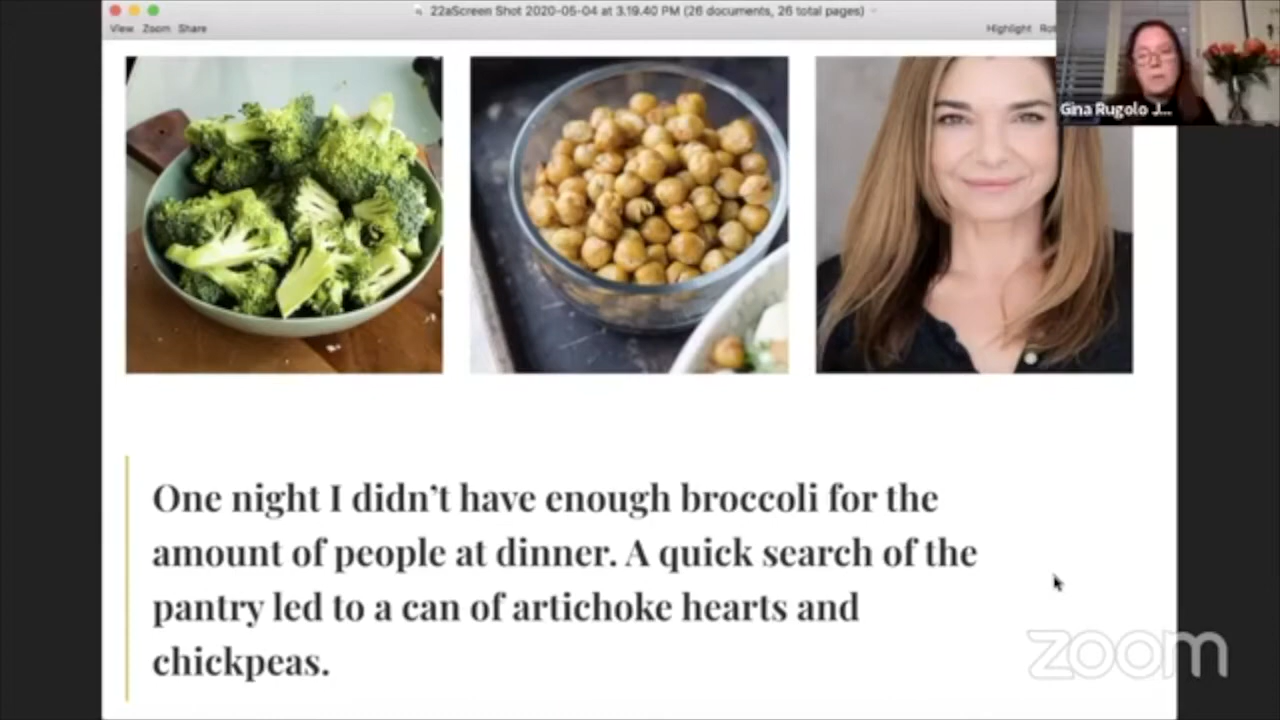 22aScreen Shot 2020-05-04 at 3.19.40 PM (26 documents, 26 total pages)
View Zoom Share
Highlight
Gina Rugolo J...
One night I didn’t have enough broccoli for the
amount of people at dinner. A quick search of the
pantry led to a can of artichoke hearts and
chickpeas.
zoom